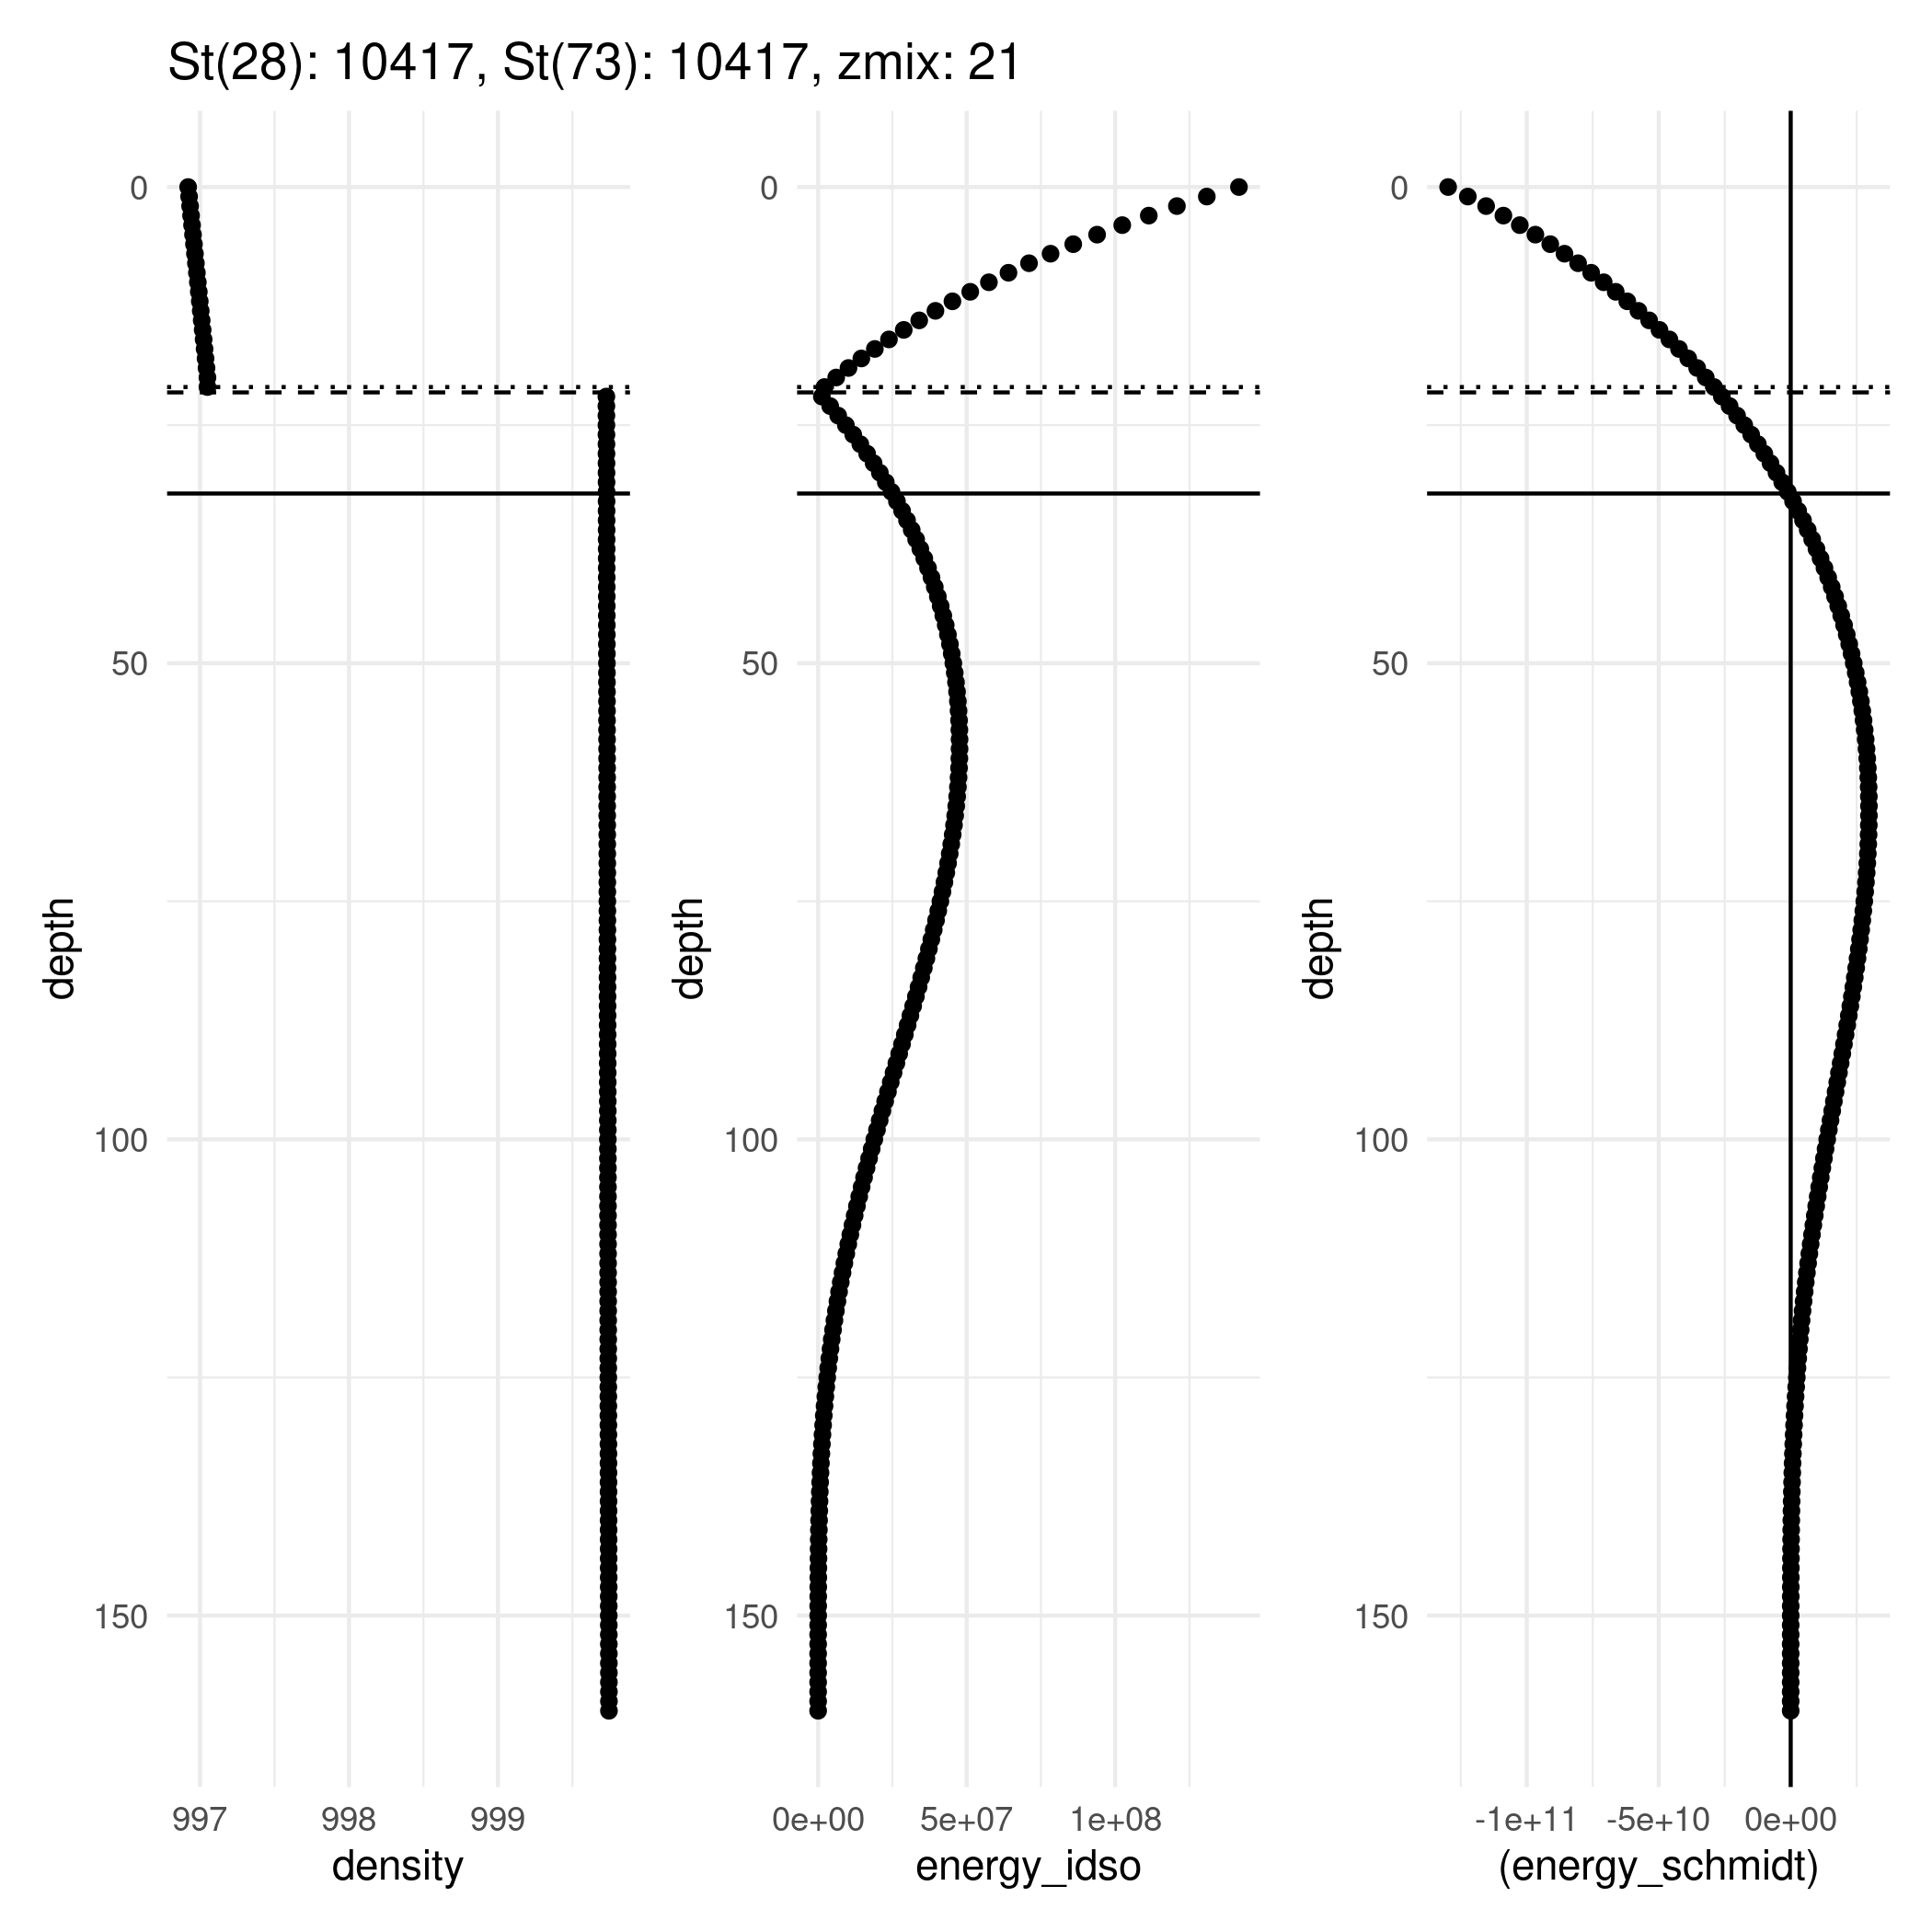 St(28): 10417, St(73): 10417, zmix: 21
0
50
100
150
depth
997
998
999
density
0
50
100
150
depth
0e+00
5e+07
1e+08
energy_idso
0
50
100
150
depth
-1e+11
-5e+10
0e+00
(energy_schmidt)